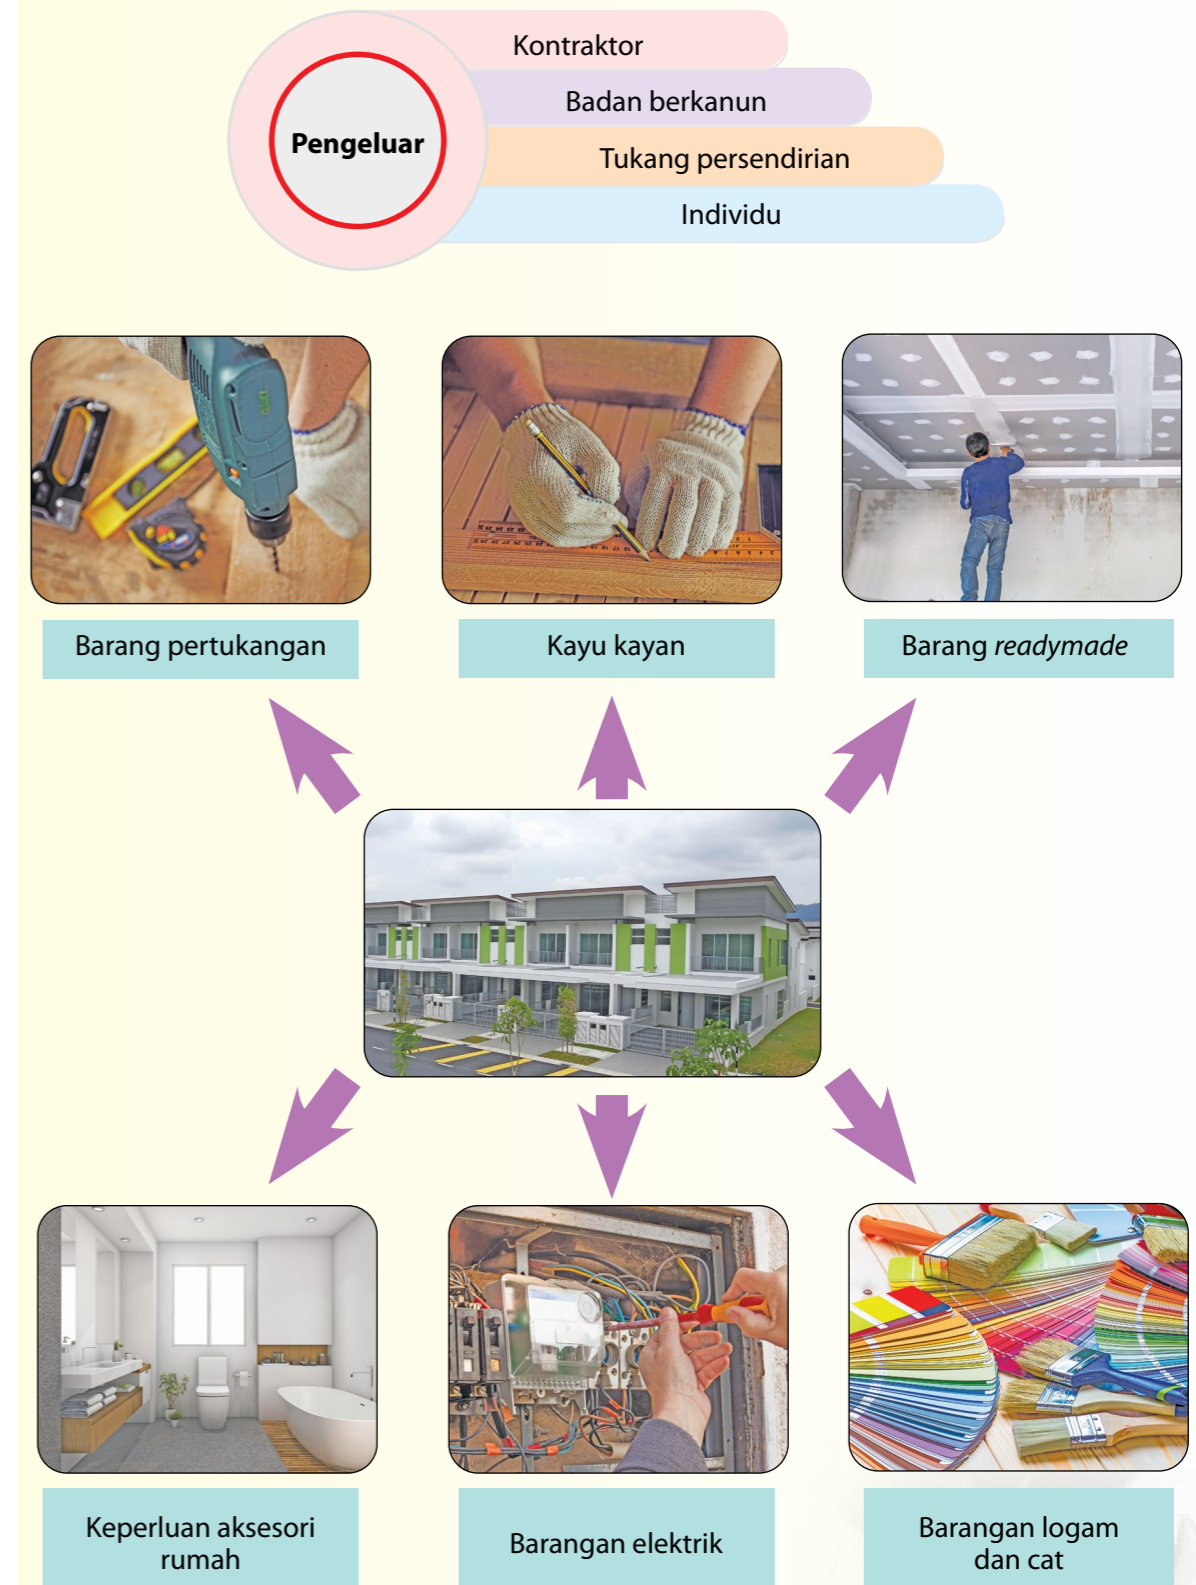 Kontraktor
Badan berkanun
Pengeluar
Tukang persendirian
Individu
Barang pertukangan
Kayu kayan
Barang readymade
Keperluan aksesori
rumah
Barangan elektrik
Barangan logam
dan cat